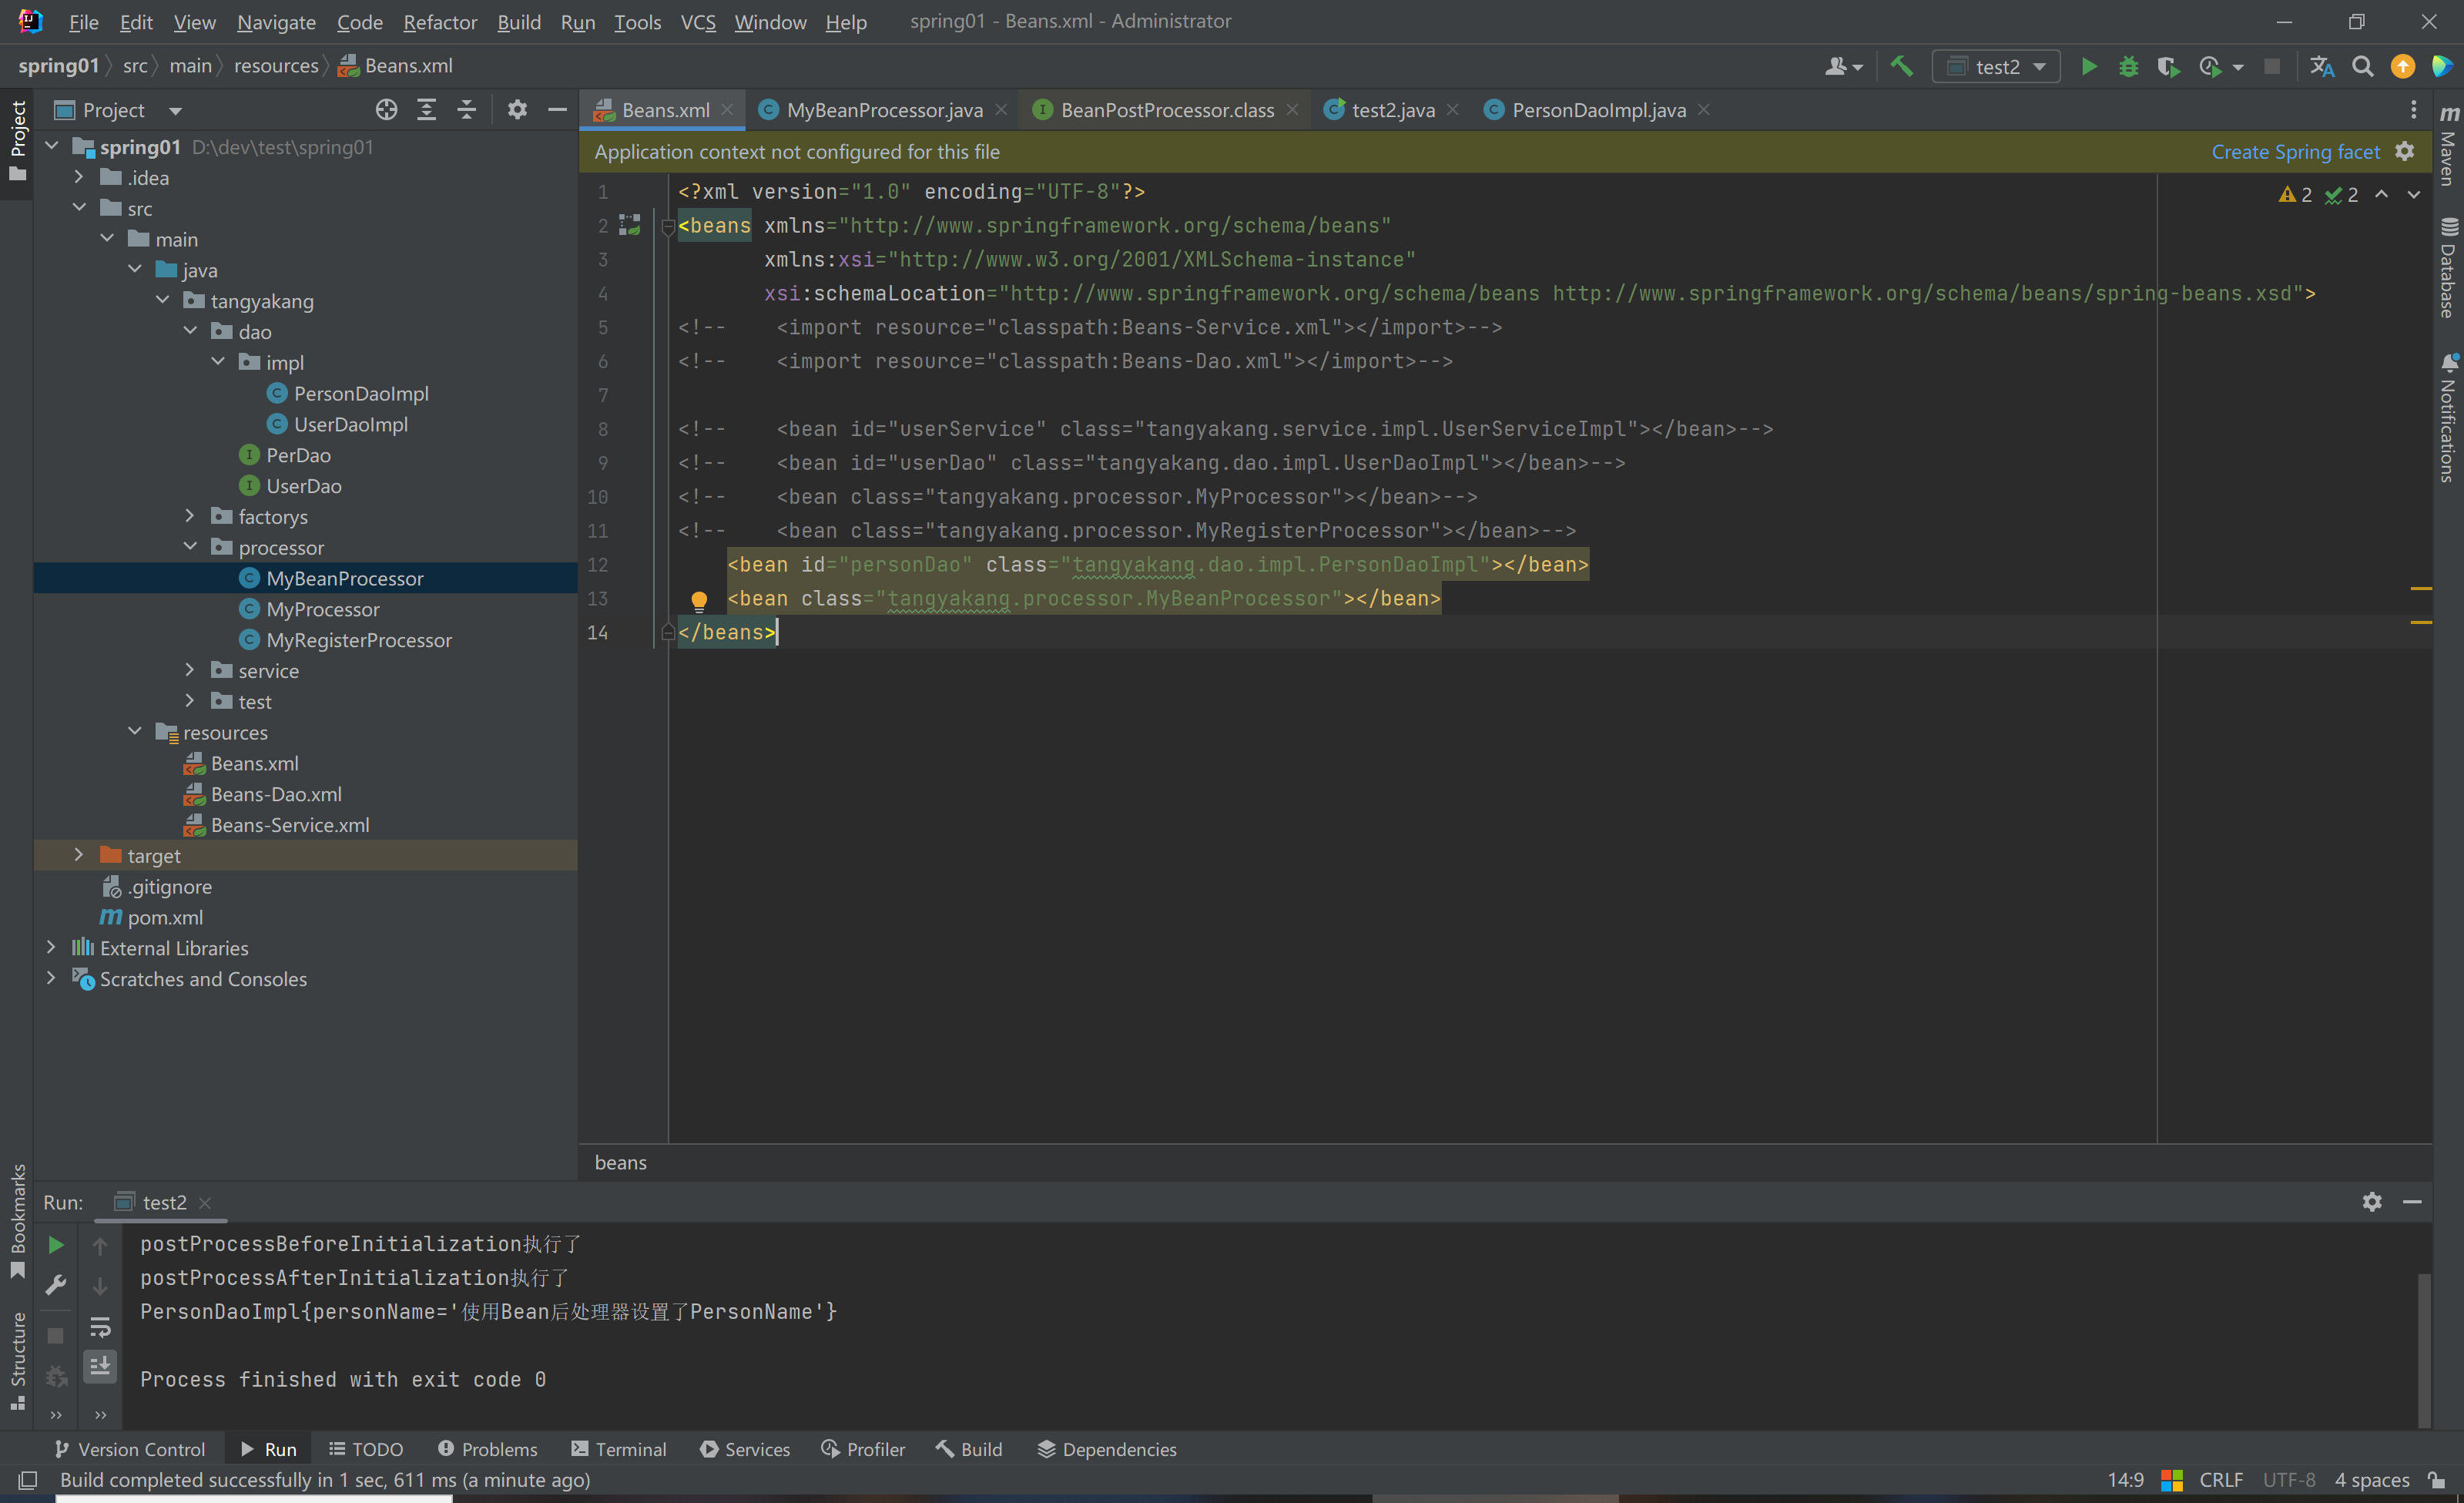 File Edit View Navigate Code Refactor Build Run Tools VCS Window Help spring01 - Beans.xml - Administrator
spring01 src main resources Beans.xml test2
Project
Beans.xml MyBeanProcessor.java BeanPostProcessor.class test2.java PersonDaoImpl.java
Application context not configured for this file Create Spring facet
spring01 D:\dev\test\spring01
.idea
src
main
java
tangyakang
dao
impl
PersonDaoImpl
UserDaoImpl
PerDao
UserDao
factorys
processor
MyBeanProcessor
MyProcessor
MyRegisterProcessor
service
test
resources
Beans.xml
Beans-Dao.xml
Beans-Service.xml
target
.gitignore
pom.xml
External Libraries
Scratches and Consoles
1 <?xml version="1.0" encoding="UTF-8"?>
2 <beans xmlns="http://www.springframework.org/schema/beans"
3 xmlns:xsi="http://www.w3.org/2001/XMLSchema-instance"
4 xsi:schemaLocation="http://www.springframework.org/schema/beans http://www.springframework.org/schema/beans/spring-beans.xsd">
5 <!-- <import resource="classpath:Beans-Service.xml"></import>-->
6 <!-- <import resource="classpath:Beans-Dao.xml"></import>-->
7
8 <!-- <bean id="userService" class="tangyakang.service.impl.UserServiceImpl"></bean>-->
9 <!-- <bean id="userDao" class="tangyakang.dao.impl.UserDaoImpl"></bean>-->
10 <!-- <bean class="tangyakang.processor.MyProcessor"></bean>-->
11 <!-- <bean class="tangyakang.processor.MyRegisterProcessor"></bean>-->
12 <bean id="personDao" class="tangyakang.dao.impl.PersonDaoImpl"></bean>
13 <bean class="tangyakang.processor.MyBeanProcessor"></bean>
14 </beans>
2 2
beans
Project
Bookmarks
Structure
Maven
Database
Notifications
Run: test2
postProcessBeforeInitialization执行了
postProcessAfterInitialization执行了
PersonDaoImpl{personName='使用Bean后处理器设置了PersonName'}
Process finished with exit code 0
Version Control Run TODO Problems Terminal Services Profiler Build Dependencies
Build completed successfully in 1 sec, 611 ms (a minute ago) 14:9 CRLF UTF-8 4 spaces